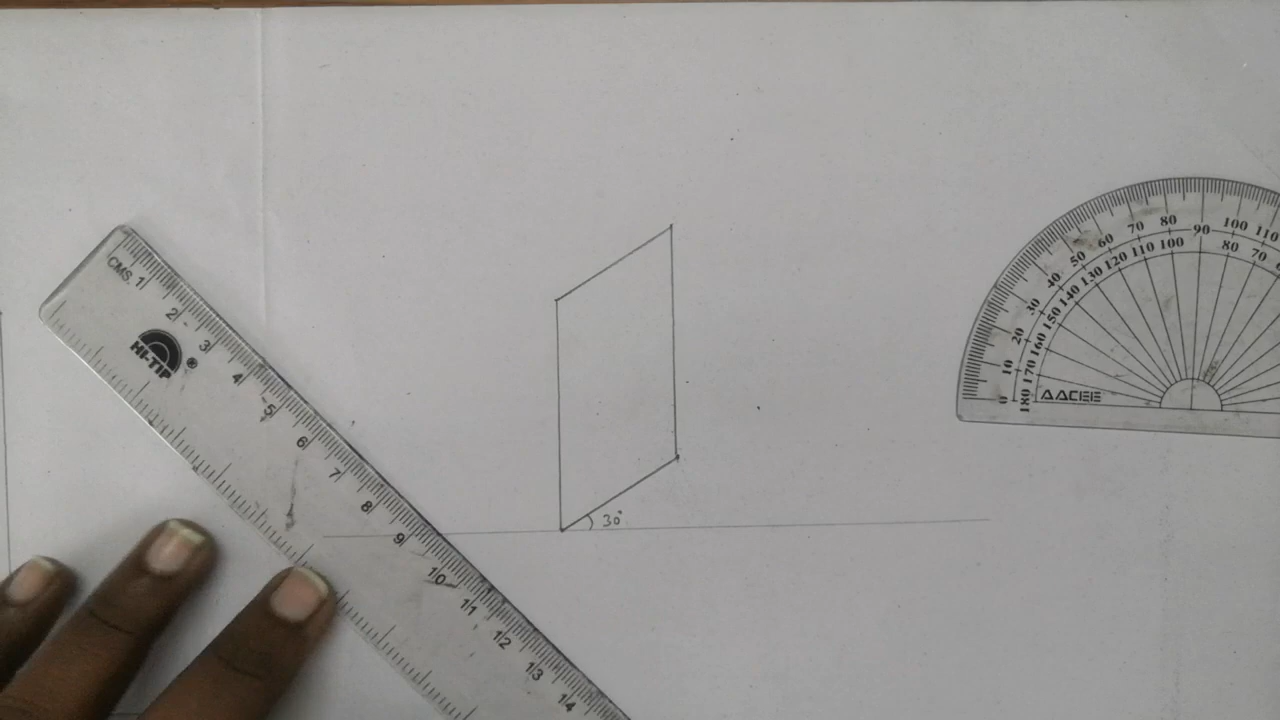 CMS. 1 2 3 4 5 6 7 8 9 10 11 12 13 14
HI-TIP ®
30°
0 10 20 30 40 50 60 70 80 90 100 110
180 170 160 150 140 130 120 110 100 80 70
AACEE